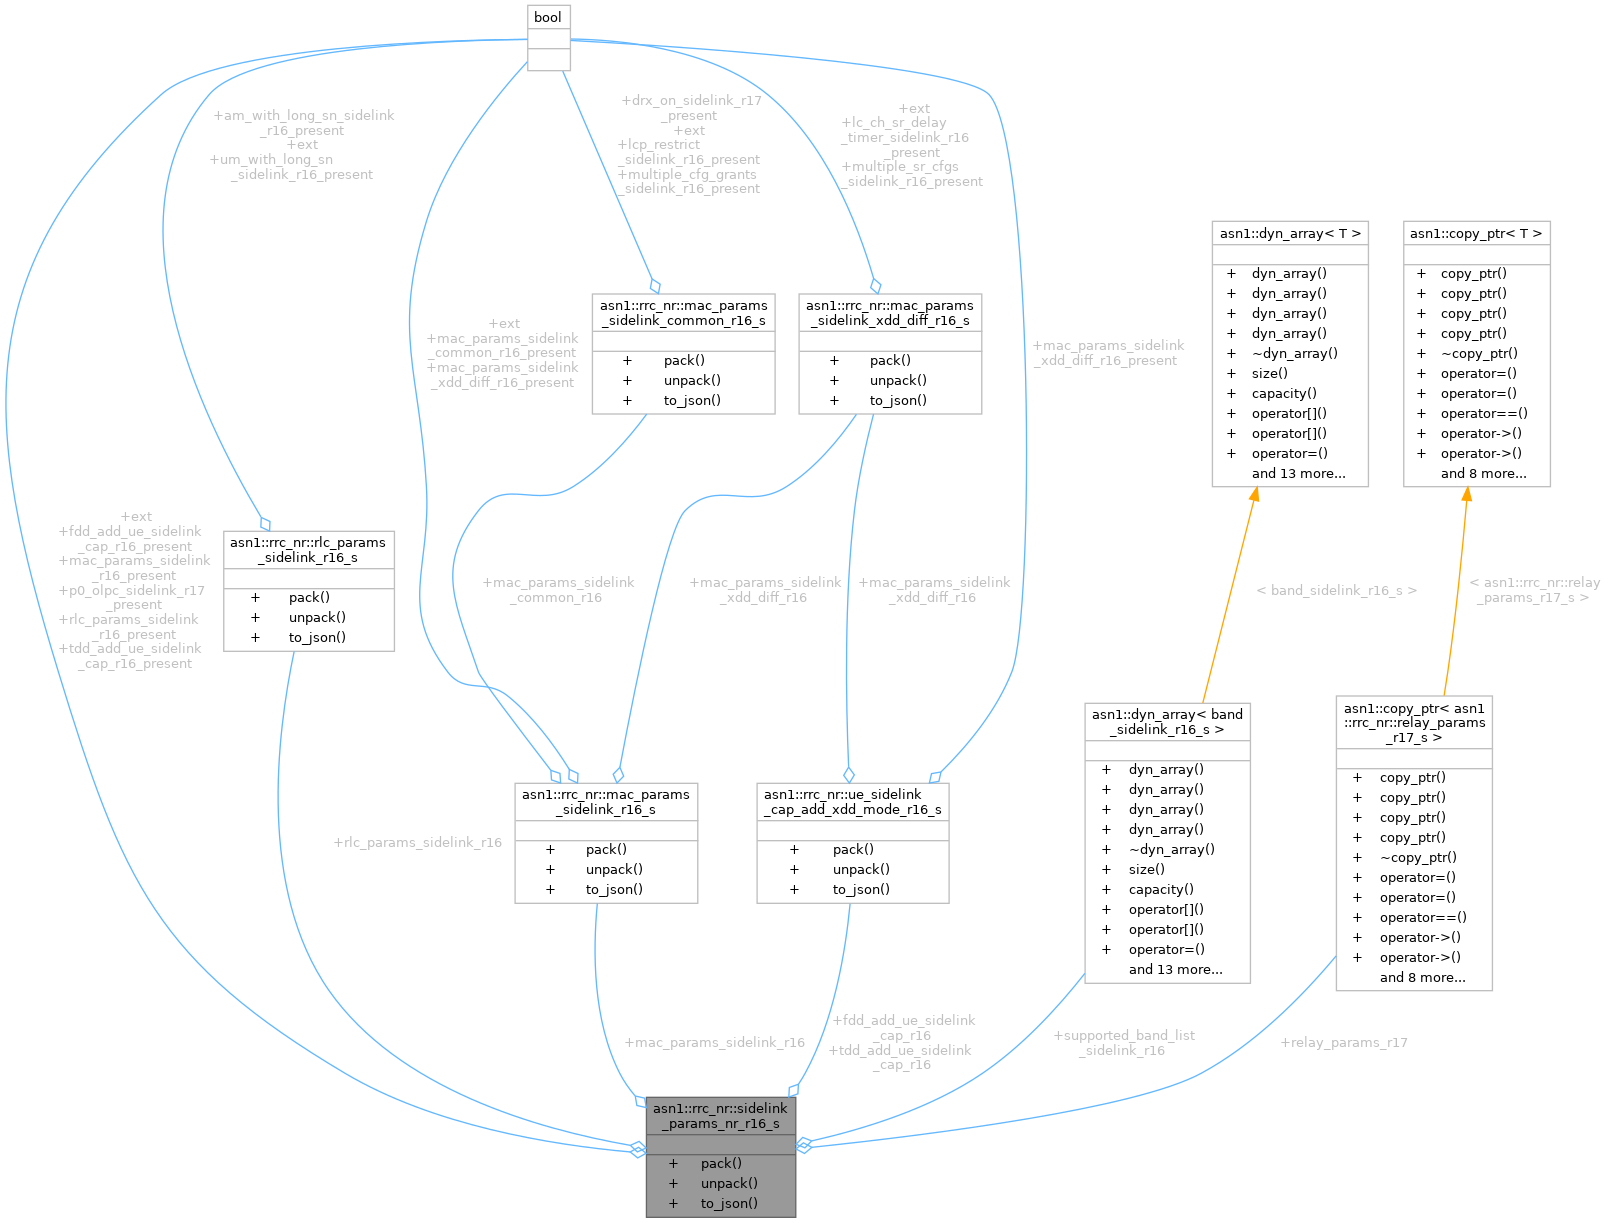 bool
+am_with_long_sn_sidelink
_r16_present
+ext
+um_with_long_sn
_sidelink_r16_present
+drx_on_sidelink_r17
_present
+ext
+lcp_restrict
_sidelink_r16_present
+multiple_cfg_grants
_sidelink_r16_present
+ext
+lc_ch_sr_delay
_timer_sidelink_r16
_present
+multiple_sr_cfgs
_sidelink_r16_present
asn1::dyn_array< T >
+ dyn_array()
+ dyn_array()
+ dyn_array()
+ dyn_array()
+ ~dyn_array()
+ size()
+ capacity()
+ operator[]()
+ operator[]()
+ operator=()
and 13 more...
asn1::copy_ptr< T >
+ copy_ptr()
+ copy_ptr()
+ copy_ptr()
+ copy_ptr()
+ ~copy_ptr()
+ operator=()
+ operator=()
+ operator==()
+ operator->()
+ operator->()
and 8 more...
+ext
+mac_params_sidelink
_common_r16_present
+mac_params_sidelink
_xdd_diff_r16_present
asn1::rrc_nr::mac_params
_sidelink_common_r16_s
+ pack()
+ unpack()
+ to_json()
asn1::rrc_nr::mac_params
_sidelink_xdd_diff_r16_s
+ pack()
+ unpack()
+ to_json()
+mac_params_sidelink
_xdd_diff_r16_present
+ext
+fdd_add_ue_sidelink
_cap_r16_present
+mac_params_sidelink
_r16_present
+p0_olpc_sidelink_r17
_present
+rlc_params_sidelink
_r16_present
+tdd_add_ue_sidelink
_cap_r16_present
asn1::rrc_nr::rlc_params
_sidelink_r16_s
+ pack()
+ unpack()
+ to_json()
+mac_params_sidelink
_common_r16
+mac_params_sidelink
_xdd_diff_r16
+mac_params_sidelink
_xdd_diff_r16
< band_sidelink_r16_s >
< asn1::rrc_nr::relay
_params_r17_s >
+rlc_params_sidelink_r16
asn1::rrc_nr::mac_params
_sidelink_r16_s
+ pack()
+ unpack()
+ to_json()
asn1::rrc_nr::ue_sidelink
_cap_add_xdd_mode_r16_s
+ pack()
+ unpack()
+ to_json()
asn1::dyn_array< band
_sidelink_r16_s >
+ dyn_array()
+ dyn_array()
+ dyn_array()
+ dyn_array()
+ ~dyn_array()
+ size()
+ capacity()
+ operator[]()
+ operator[]()
+ operator=()
and 13 more...
asn1::copy_ptr< asn1
::rrc_nr::relay_params
_r17_s >
+ copy_ptr()
+ copy_ptr()
+ copy_ptr()
+ copy_ptr()
+ ~copy_ptr()
+ operator=()
+ operator=()
+ operator==()
+ operator->()
+ operator->()
and 8 more...
+mac_params_sidelink_r16
+fdd_add_ue_sidelink
_cap_r16
+tdd_add_ue_sidelink
_cap_r16
+supported_band_list
_sidelink_r16
+relay_params_r17
asn1::rrc_nr::sidelink
_params_nr_r16_s
+ pack()
+ unpack()
+ to_json()